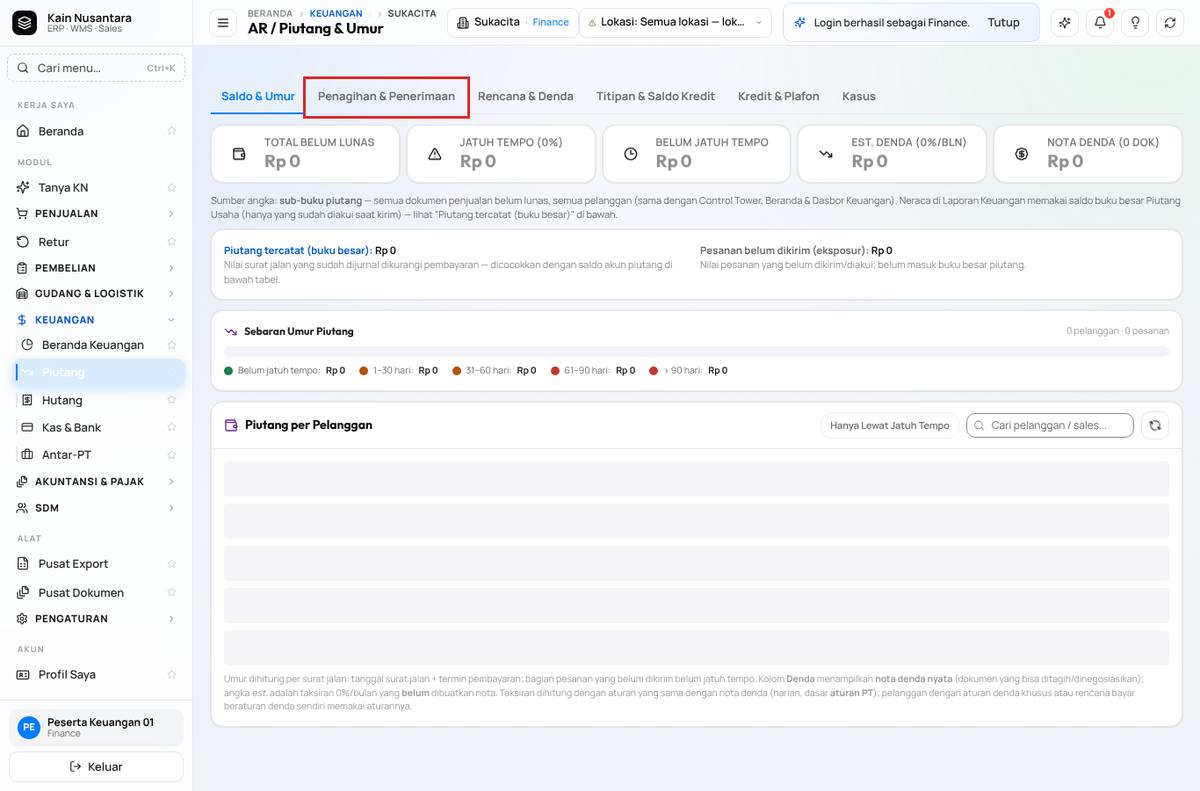 Kain Nusantara
ERP · WMS · Sales
Cari menu... Ctrl+K
KERJA SAYA
Beranda
MODUL
Tanya KN
PENJUALAN
Retur
PEMBELIAN
GUDANG & LOGISTIK
KEUANGAN
Beranda Keuangan
Piutang
Hutang
Kas & Bank
Antar-PT
AKUNTANSI & PAJAK
SDM
ALAT
Pusat Export
Pusat Dokumen
PENGATURAN
AKUN
Profil Saya
PE Peserta Keuangan 01
Finance
Keluar
BERANDA › KEUANGAN › SUKACITA
AR / Piutang & Umur
Sukacita · Finance
Lokasi: Semua lokasi — lok...
Login berhasil sebagai Finance. Tutup
1
Saldo & Umur Penagihan & Penerimaan Rencana & Denda Titipan & Saldo Kredit Kredit & Plafon Kasus
TOTAL BELUM LUNAS
Rp 0
JATUH TEMPO (0%)
Rp 0
BELUM JATUH TEMPO
Rp 0
EST. DENDA (0%/BLN)
Rp 0
NOTA DENDA (0 DOK)
Rp 0
Sumber angka: sub-buku piutang — semua dokumen penjualan belum lunas, semua pelanggan (sama dengan Control Tower, Beranda & Dasbor Keuangan). Neraca di Laporan Keuangan memakai saldo buku besar Piutang
Usaha (hanya yang sudah diakui saat kirim) — lihat "Piutang tercatat (buku besar)" di bawah.
Piutang tercatat (buku besar): Rp 0
Nilai surat jalan yang sudah dijurnal dikurangi pembayaran — dicocokkan dengan saldo akun piutang di
bawah tabel.
Pesanan belum dikirim (eksposur): Rp 0
Nilai pesanan yang belum dikirim/diakui; belum masuk buku besar piutang.
Sebaran Umur Piutang 0 pelanggan · 0 pesanan
Belum jatuh tempo: Rp 0 1–30 hari: Rp 0 31–60 hari: Rp 0 61–90 hari: Rp 0 > 90 hari: Rp 0
Piutang per Pelanggan Hanya Lewat Jatuh Tempo Cari pelanggan / sales...
Umur dihitung per surat jalan: tanggal surat jalan + termin pembayaran; bagian pesanan yang belum dikirim belum jatuh tempo. Kolom Denda menampilkan nota denda nyata (dokumen yang bisa ditagih/dinegosiasikan);
angka est. adalah taksiran 0%/bulan yang belum dibuatkan nota. Taksiran dihitung dengan aturan yang sama dengan nota denda (harian, dasar aturan PT); pelanggan dengan aturan denda khusus atau rencana bayar
beraturan denda sendiri memakai aturannya.